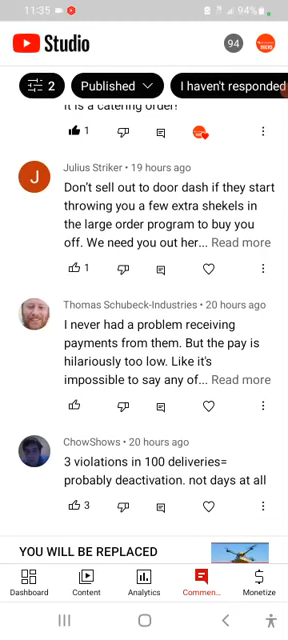 11:35
94%
Studio
94
2
Published
I haven't responded
it is a catering order!
1
J
Julius Striker • 19 hours ago
Don't sell out to door dash if they start
throwing you a few extra shekels in
the large order program to buy you
off. We need you out her... Read more
1
Thomas Schubeck-Industries • 20 hours ago
I never had a problem receiving
payments from them. But the pay is
hilariously too low. Like it's
impossible to say any of... Read more
ChowShows • 20 hours ago
3 violations in 100 deliveries=
probably deactivation. not days at all
3
YOU WILL BE REPLACED
Dashboard
Content
Analytics
Commen...
Monetize